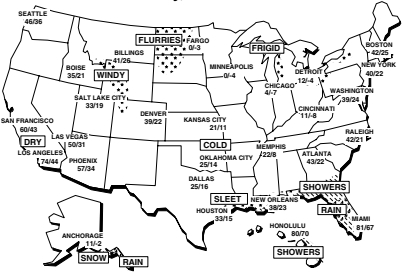 SEATTLE
46/36
FLURRIES
FARGO
0/-3
BILLINGS
41/26
FRIGID
BOSTON
42/25
MINNEAPOLIS
0/-4
BOISE
35/21
WINDY
DETROIT
12/-4
NEW YORK
40/22
CHICAGO
4/-7
WASHINGTON
39/24
SALT LAKE CITY
33/19
CINCINNATI
11/-8
DENVER
39/22
KANSAS CITY
21/11
SAN FRANCISCO
60/43
RALEIGH
42/21
LAS VEGAS
50/31
DRY
COLD
MEMPHIS
22/8
ATLANTA
43/22
LOS ANGELES
74/44
PHOENIX
57/34
OKLAHOMA CITY
25/14
DALLAS
25/16
SHOWERS
SLEET
NEW ORLEANS
38/23
RAIN
HOUSTON
33/15
MIAMI
81/67
HONOLULU
80/70
ANCHORAGE
11/-2
SHOWERS
SNOW
RAIN